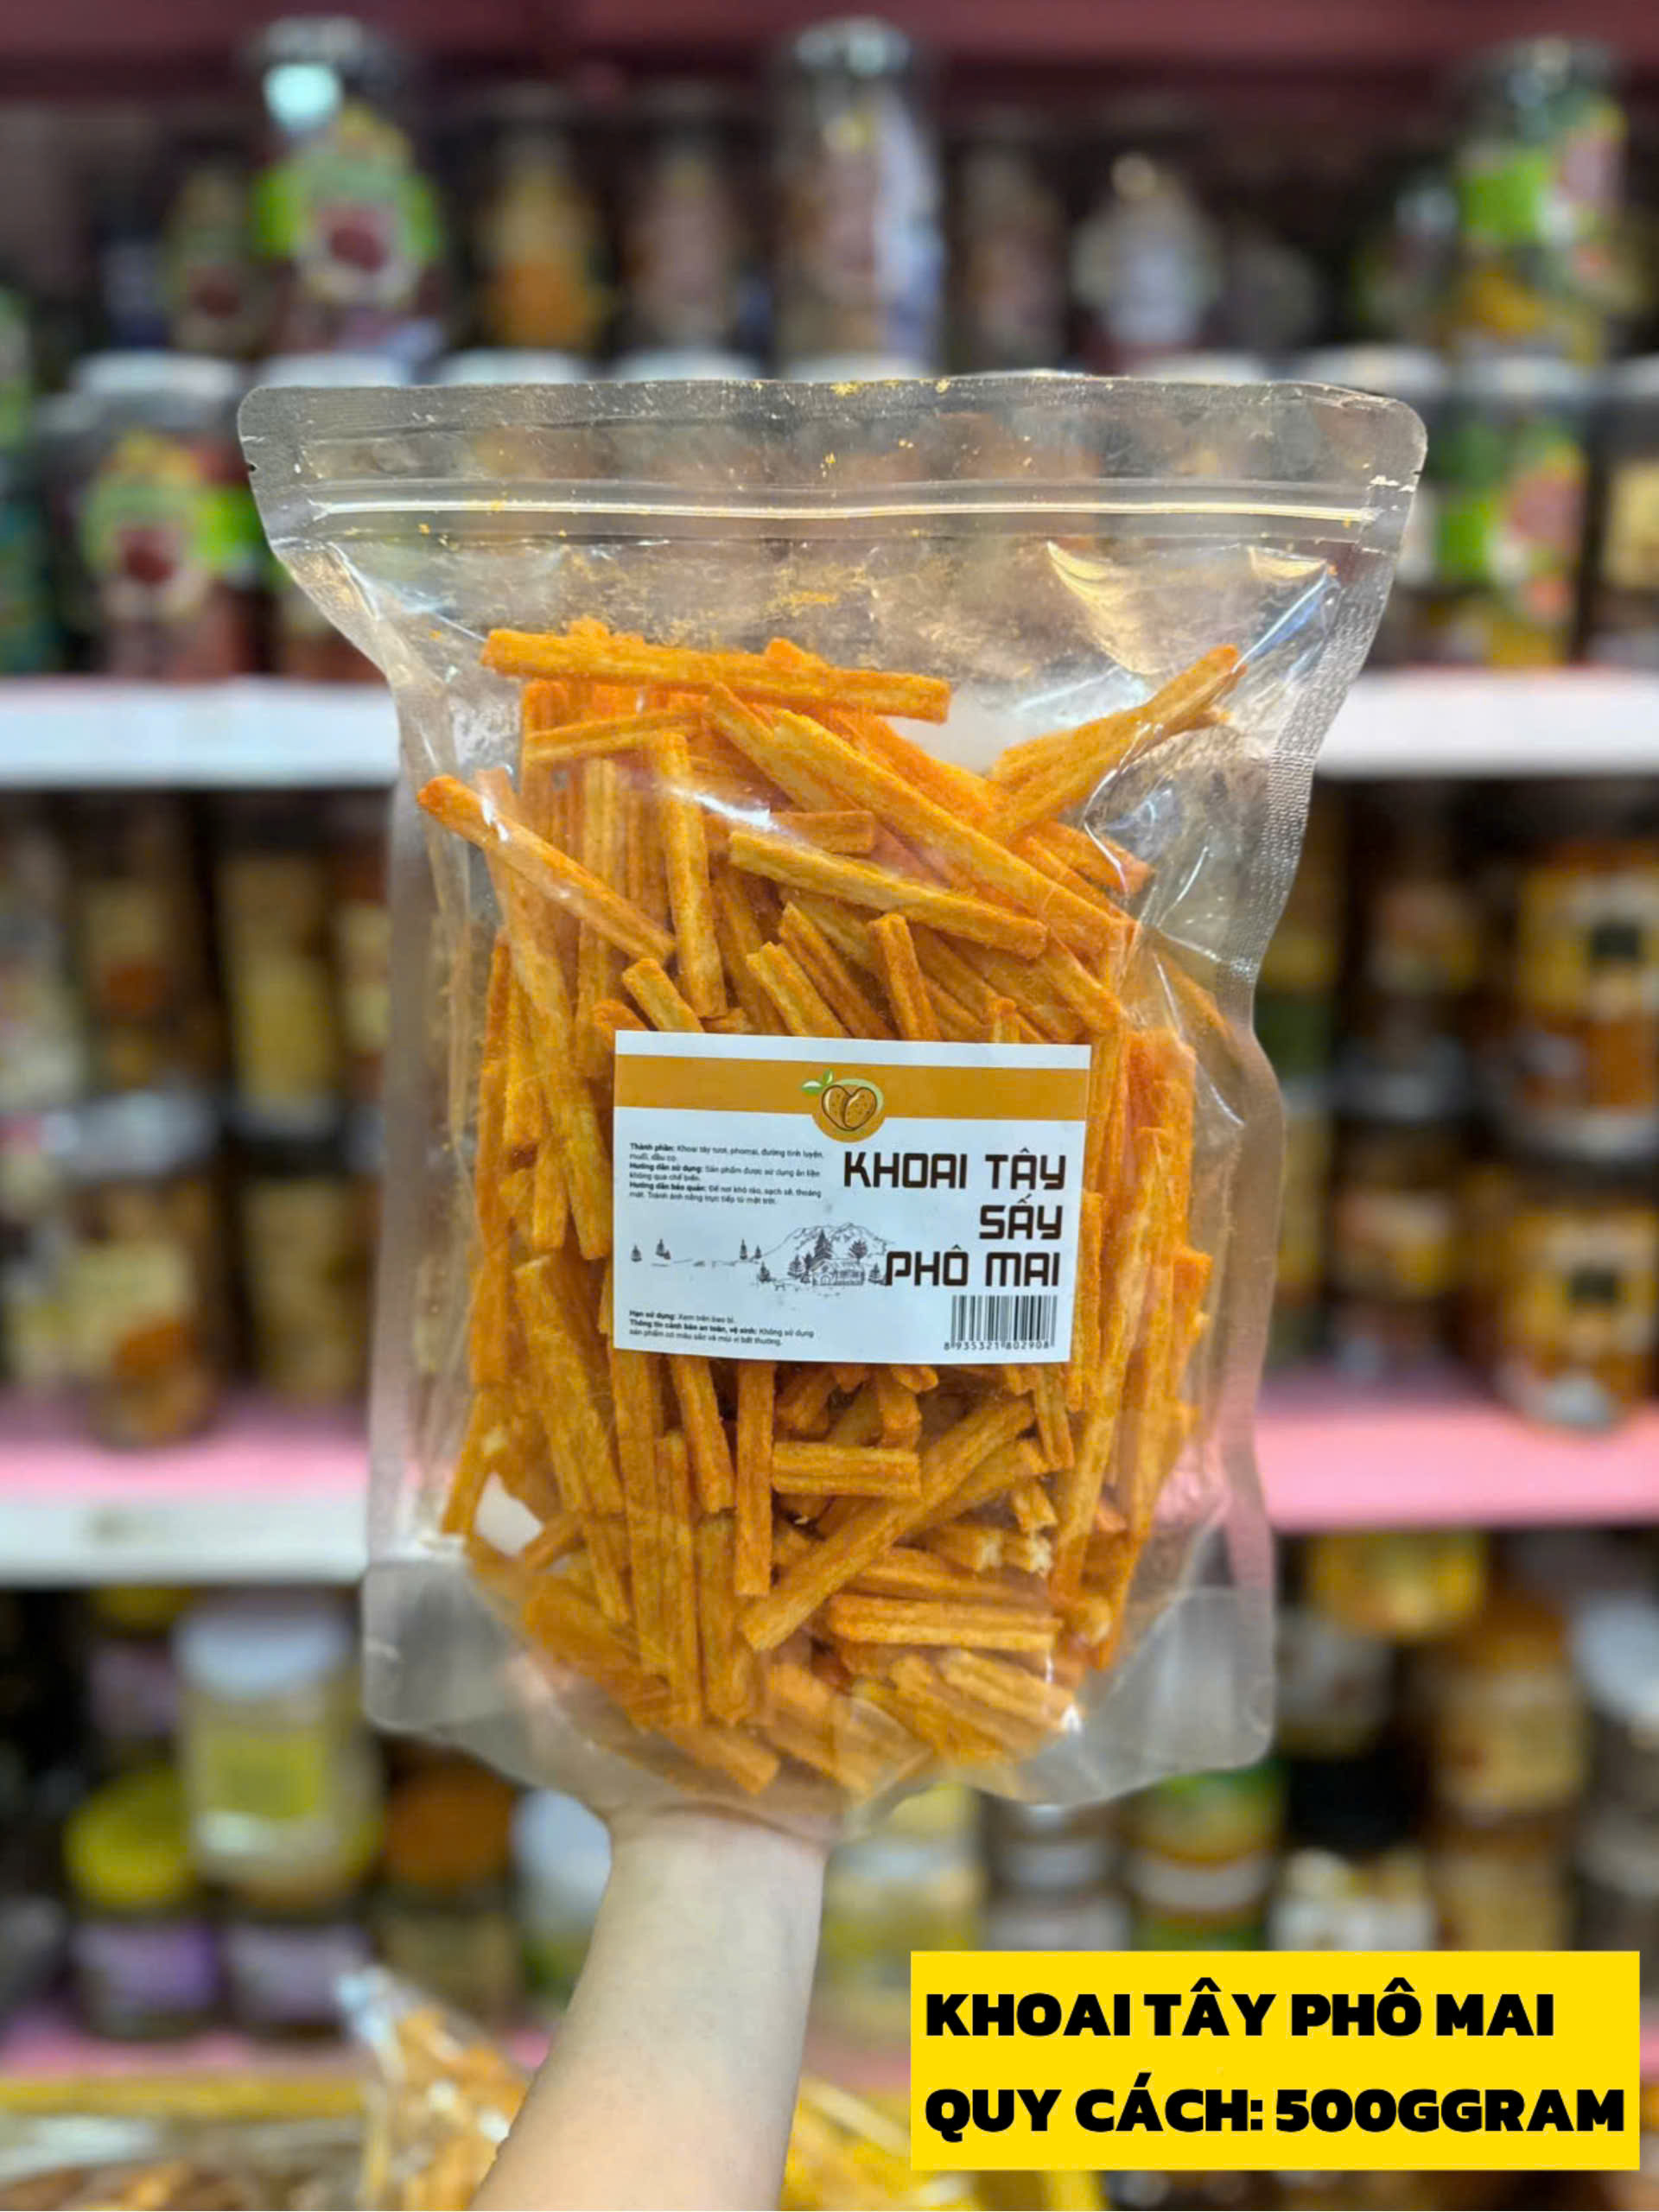 Thành phần: Khoai tây tươi, phomai, đường tinh luyện,
muối, dầu cọ.
Hướng dẫn sử dụng: Sản phẩm được sử dụng ăn liền
không qua chế biến.
Hướng dẫn bảo quản: Để nơi khô ráo, sạch sẽ, thoáng
mát. Tránh ánh nắng trực tiếp từ mặt trời.
KHOAI TÂY
SẤY
PHÔ MAI
Hạn sử dụng: Xem trên bao bì.
Thông tin cảnh báo an toàn, vệ sinh: Không sử dụng
sản phẩm có màu sắc và mùi vị bất thường.
8 935321 802908
KHOAI TÂY PHÔ MAI
QUY CÁCH: 500GGRAM